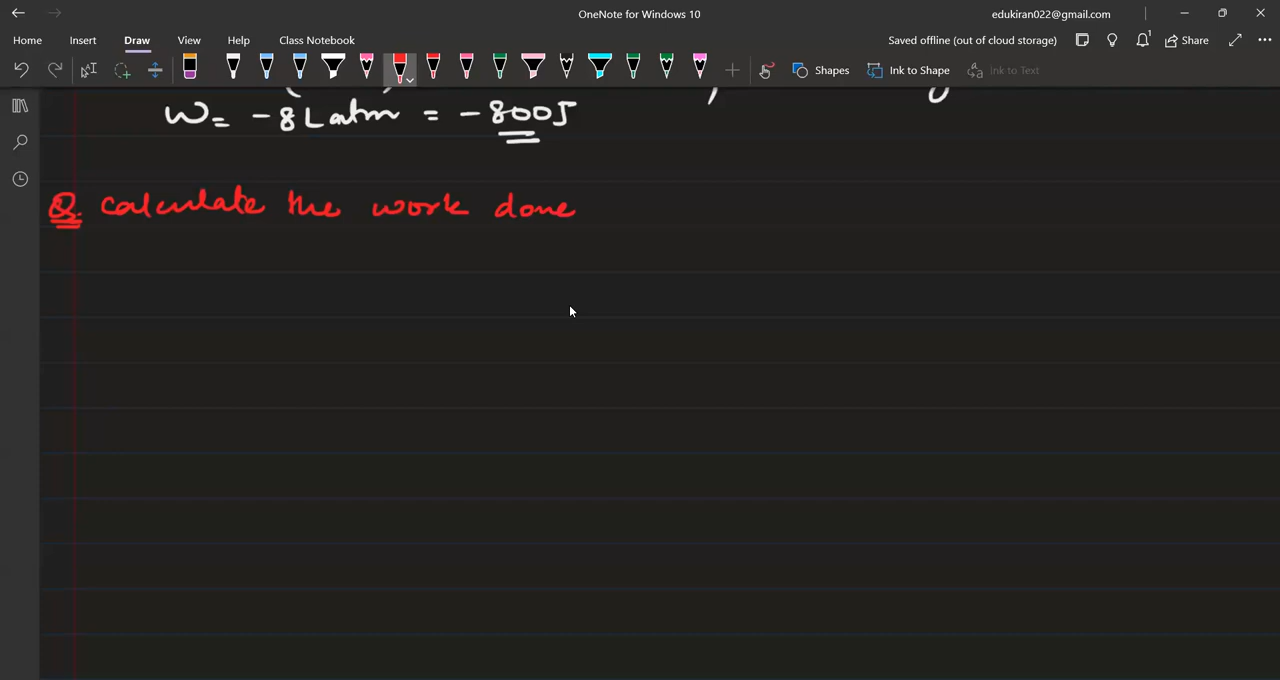 OneNote for Windows 10
edukiran022@gmail.com
Home Insert Draw View Help Class Notebook
Saved offline (out of cloud storage) 1 Share
Shapes Ink to Shape Ink to Text
W = -8 L atm = -800J
Q. Calculate the work done